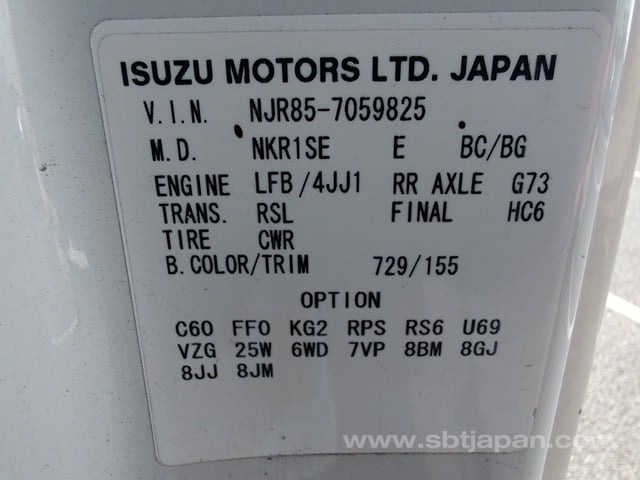 ISUZU MOTORS LTD. JAPAN
V.I.N. NJR85-7059825
M.D. NKR1SE E BC/BG
ENGINE LFB/4JJ1 RR AXLE G73
TRANS. RSL FINAL HC6
TIRE CWR
B.COLOR/TRIM 729/155
OPTION
C60 FFO KG2 RPS RS6 U69
VZG 25W 6WD 7VP 8BM 8GJ
8JJ 8JM
www.sbtjapan.com